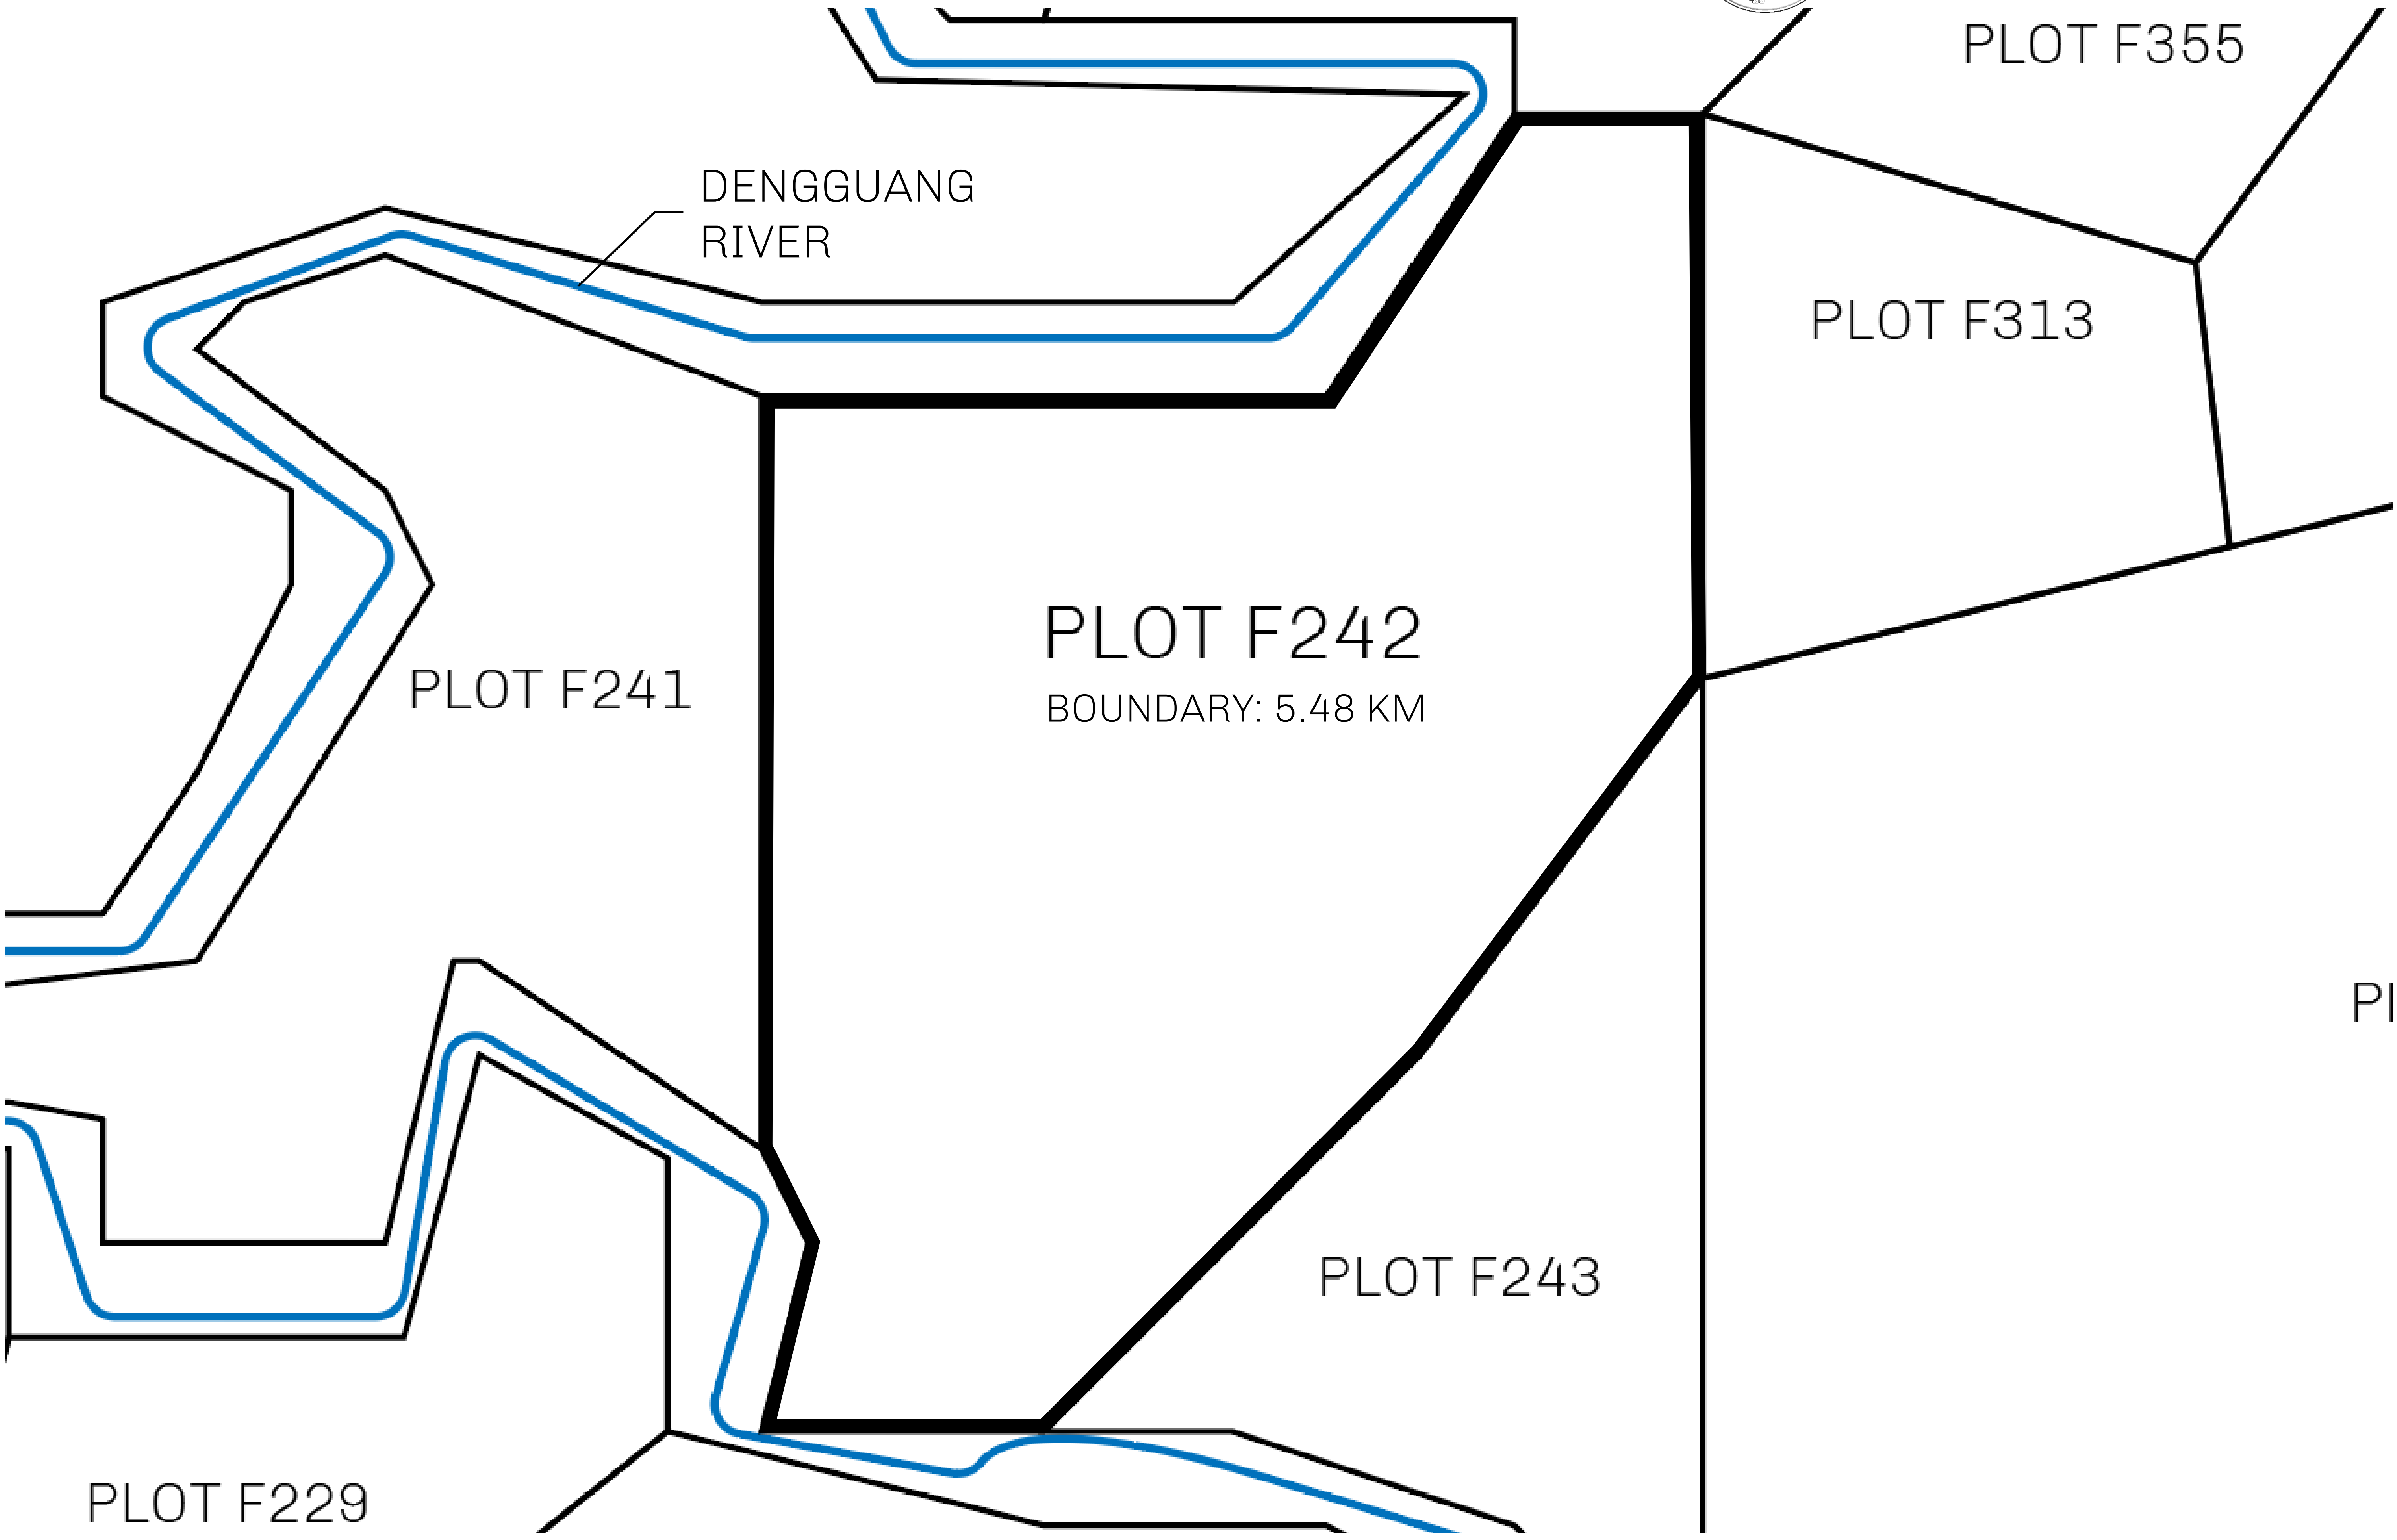 PLOT F355
DENGGUANG
RIVER
PLOT F313
PLOT F242
BOUNDARY: 5.48 KM
PLOT F241
PLOT F243
PLOT F229